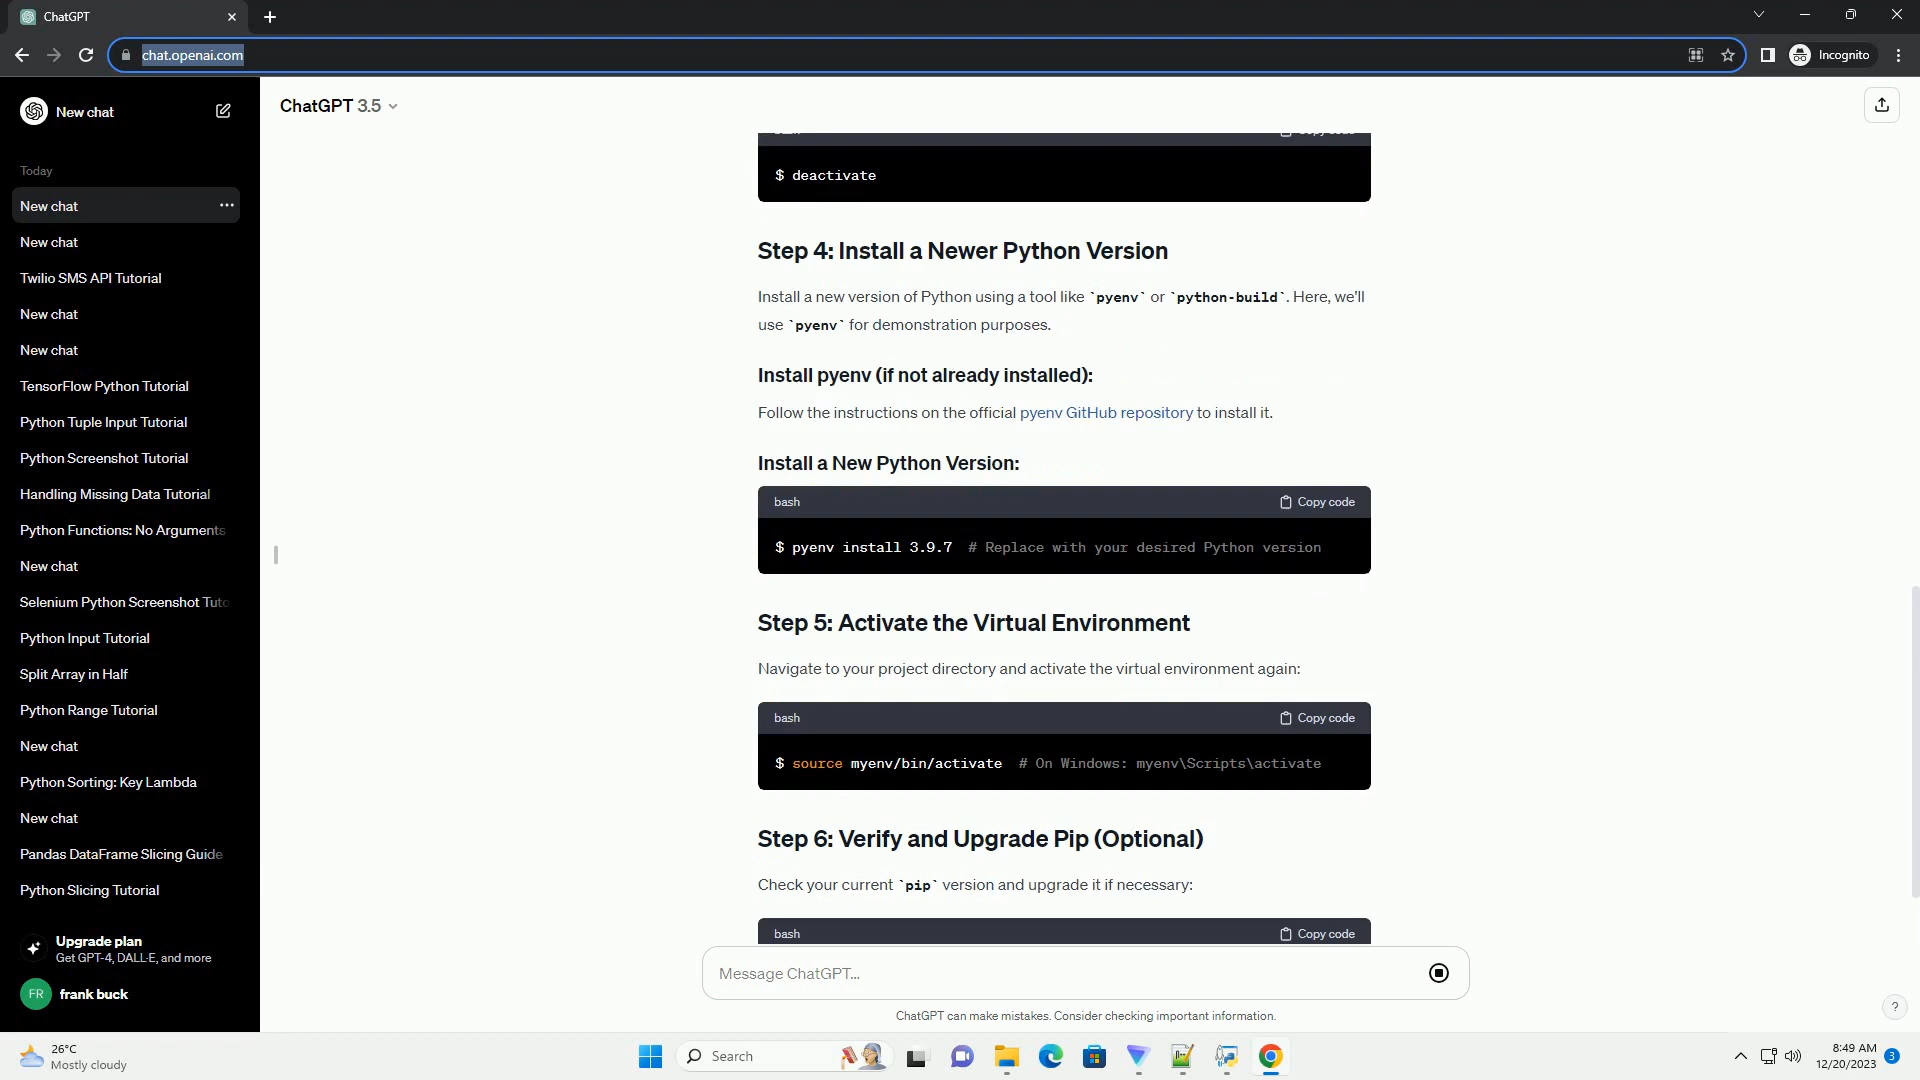 ChatGPT
chat.openai.com
Incognito
New chat
Today
New chat
New chat
Twilio SMS API Tutorial
New chat
New chat
TensorFlow Python Tutorial
Python Tuple Input Tutorial
Python Screenshot Tutorial
Handling Missing Data Tutorial
Python Functions: No Arguments
New chat
Selenium Python Screenshot Tuto
Python Input Tutorial
Split Array in Half
Python Range Tutorial
New chat
Python Sorting: Key Lambda
New chat
Pandas DataFrame Slicing Guide
Python Slicing Tutorial
Upgrade plan
Get GPT-4, DALL·E, and more
FR
frank buck
ChatGPT 3.5
$ deactivate
Step 4: Install a Newer Python Version
Install a new version of Python using a tool like `pyenv` or `python-build`. Here, we'll
use `pyenv` for demonstration purposes.
Install pyenv (if not already installed):
Follow the instructions on the official pyenv GitHub repository to install it.
Install a New Python Version:
bash Copy code
$ pyenv install 3.9.7 # Replace with your desired Python version
Step 5: Activate the Virtual Environment
Navigate to your project directory and activate the virtual environment again:
bash Copy code
$ source myenv/bin/activate # On Windows: myenv\Scripts\activate
Step 6: Verify and Upgrade Pip (Optional)
Check your current `pip` version and upgrade it if necessary:
bash Copy code
Message ChatGPT…
ChatGPT can make mistakes. Consider checking important information.
?
26°C
Mostly cloudy
Search
8:49 AM
12/20/2023
3